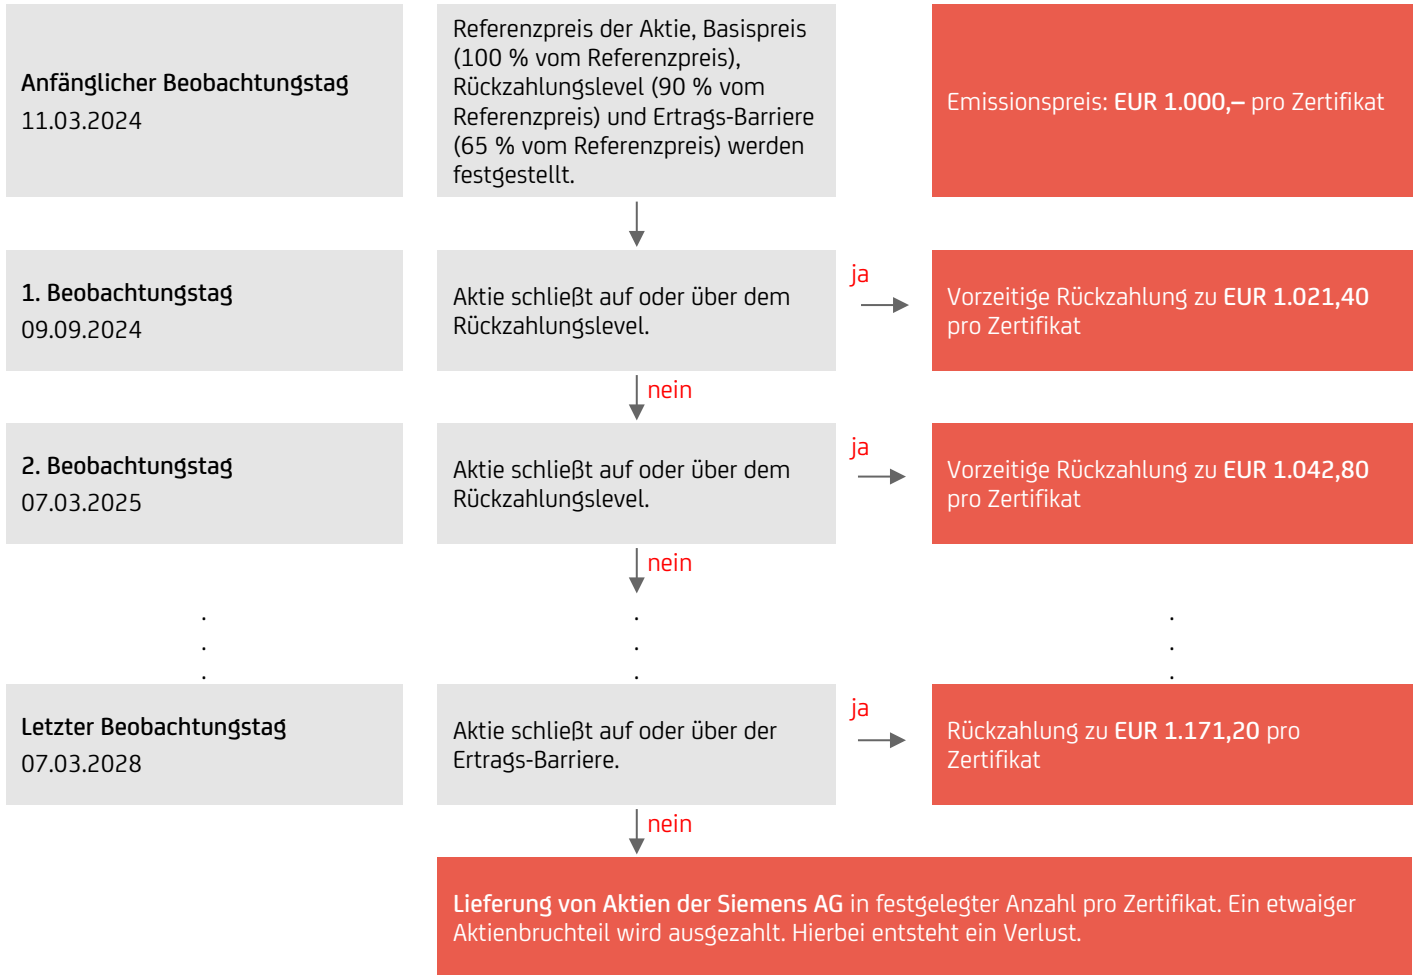 Anfänglicher Beobachtungstag
11.03.2024
Referenzpreis der Aktie, Basispreis
(100 % vom Referenzpreis),
Rückzahlungslevel (90 % vom
Referenzpreis) und Ertrags-Barriere
(65 % vom Referenzpreis) werden
festgestellt.
Emissionspreis: EUR 1.000,– pro Zertifikat
1. Beobachtungstag
09.09.2024
Aktie schließt auf oder über dem
Rückzahlungslevel.
ja
Vorzeitige Rückzahlung zu EUR 1.021,40
pro Zertifikat
nein
2. Beobachtungstag
07.03.2025
Aktie schließt auf oder über dem
Rückzahlungslevel.
ja
Vorzeitige Rückzahlung zu EUR 1.042,80
pro Zertifikat
nein
. . .
. . .
. . .
Letzter Beobachtungstag
07.03.2028
Aktie schließt auf oder über der
Ertrags-Barriere.
ja
Rückzahlung zu EUR 1.171,20 pro
Zertifikat
nein
Lieferung von Aktien der Siemens AG in festgelegter Anzahl pro Zertifikat. Ein etwaiger
Aktienbruchteil wird ausgezahlt. Hierbei entsteht ein Verlust.